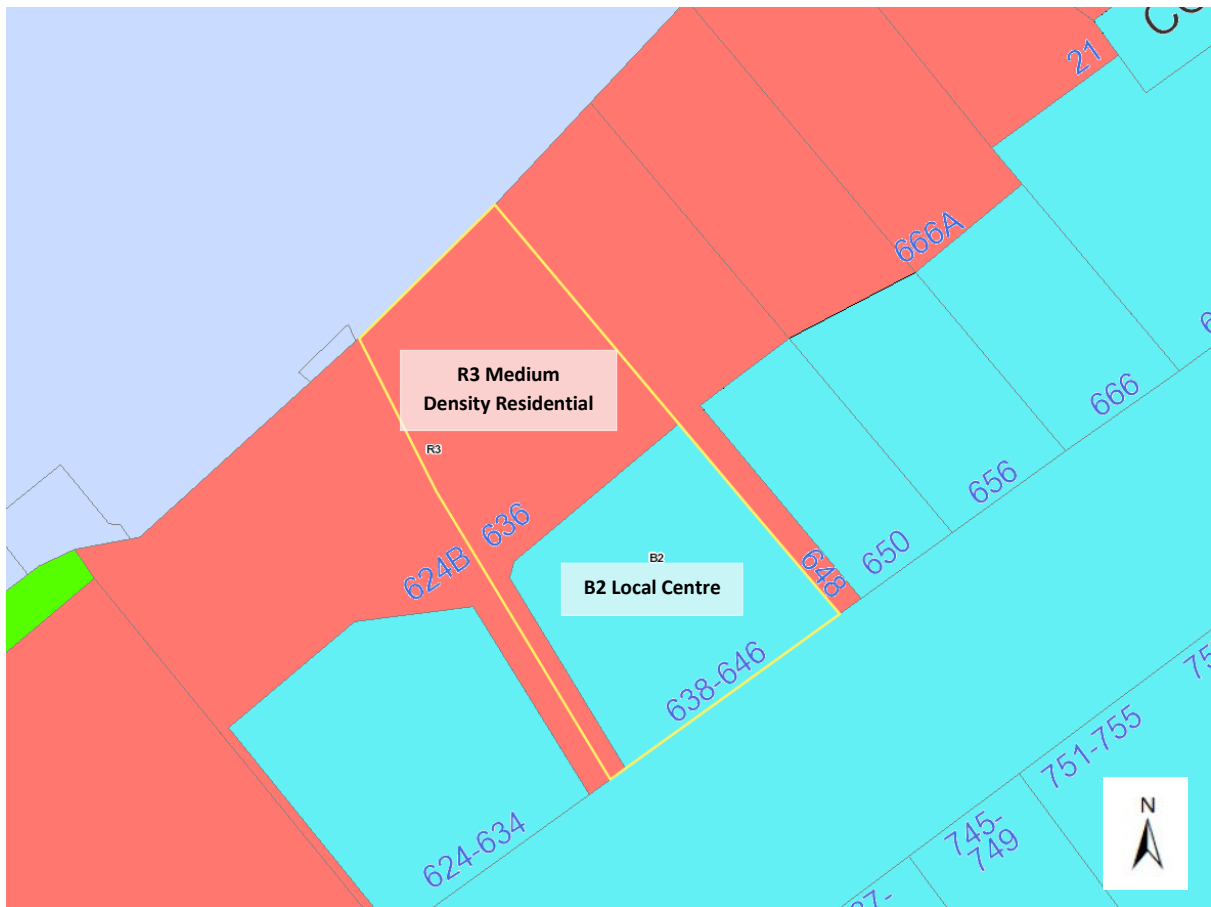 21
666A
R3 Medium
Density Residential
R3
666
656
636
624B
650
648
B2
B2 Local Centre
638-646
751-755
745-
749
624-634
N